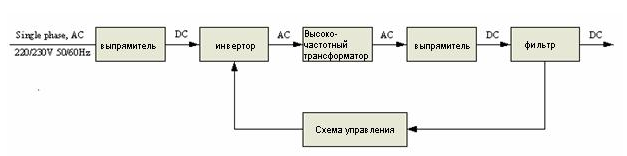 Single phase, AC
220/230V 50/60Hz
выпрямитель
DC
инвертор
AC
Высоко-
частотный
трансформатор
AC
выпрямитель
DC
фильтр
DC
Схема управления